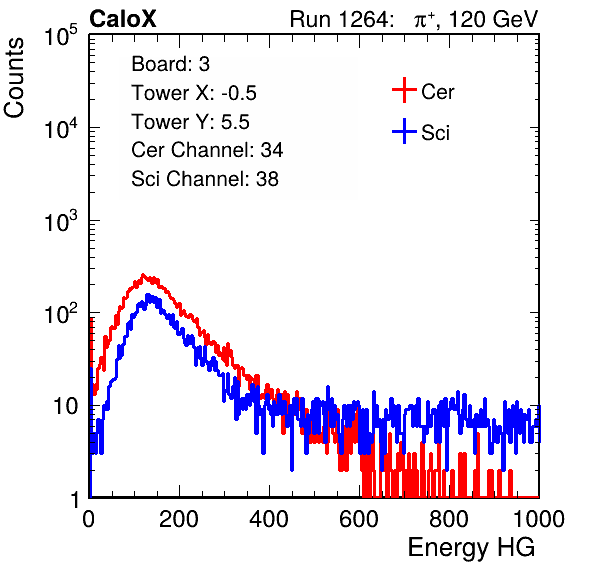 CaloX Run 1264: π⁺, 120 GeV
Counts
10⁵
10⁴
10³
10²
10
1
Board: 3
Tower X: -0.5
Tower Y: 5.5
Cer Channel: 34
Sci Channel: 38
Cer
Sci
0 200 400 600 800 1000
Energy HG